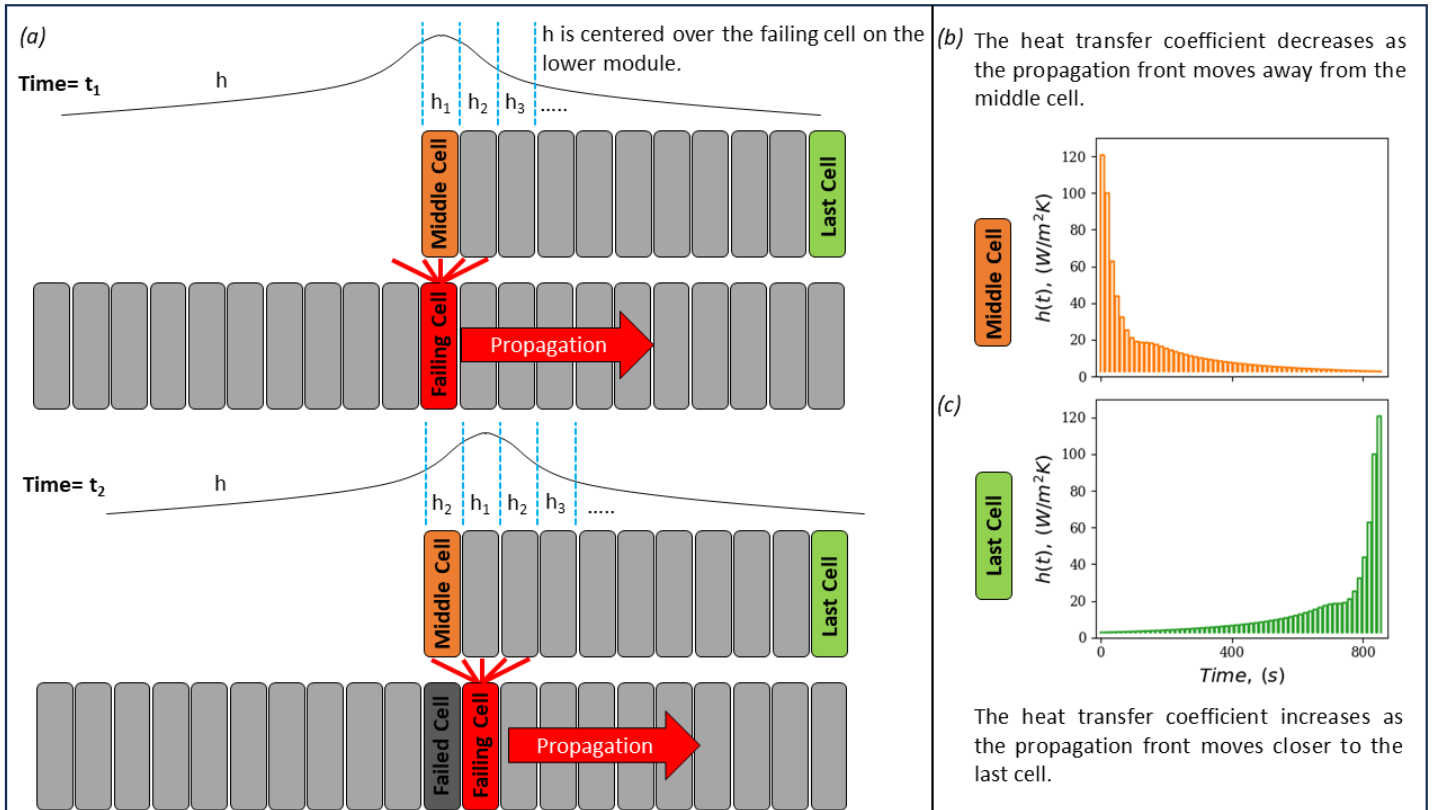 (a)
h is centered over the failing cell on the
lower module.
Time= t₁
h
h₁ h₂ h₃ .....
Middle Cell
Last Cell
Failing Cell
Propagation
Time= t₂
h
h₂ h₁ h₂ h₃ .....
Middle Cell
Last Cell
Failed Cell
Failing Cell
Propagation
(b) The heat transfer coefficient decreases as
the propagation front moves away from the
middle cell.
Middle Cell
h(t), (W/m²K)
120
100
80
60
40
20
0
(c)
Last Cell
h(t), (W/m²K)
120
100
80
60
40
20
0
0 400 800
Time, (s)
The heat transfer coefficient increases as
the propagation front moves closer to the
last cell.